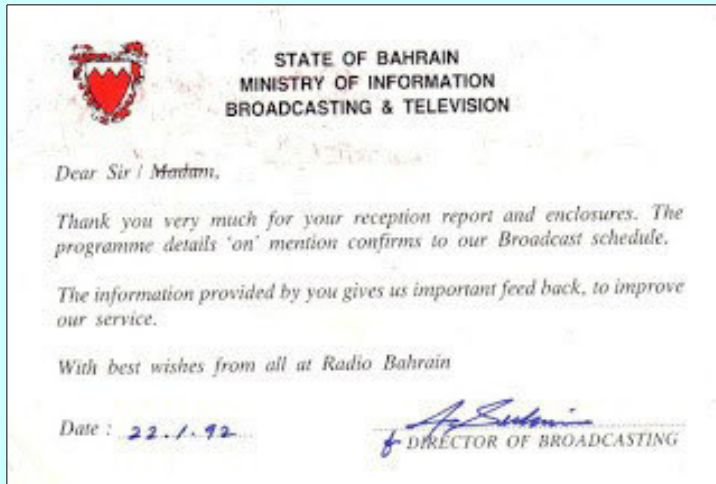 STATE OF BAHRAIN
MINISTRY OF INFORMATION
BROADCASTING & TELEVISION
Dear Sir / Madam,
Thank you very much for your reception report and enclosures. The
programme details 'on' mention confirms to our Broadcast schedule.
The information provided by you gives us important feed back, to improve
our service.
With best wishes from all at Radio Bahrain
Date : 22.1.92
DIRECTOR OF BROADCASTING